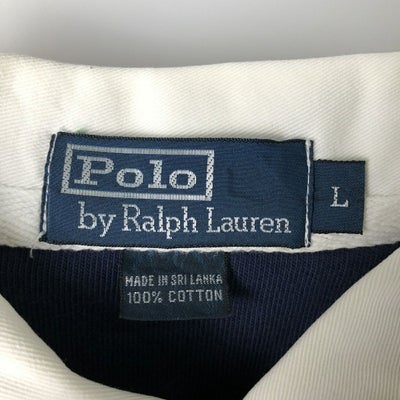 Polo
by Ralph Lauren
L
MADE IN SRI LANKA
100% COTTON